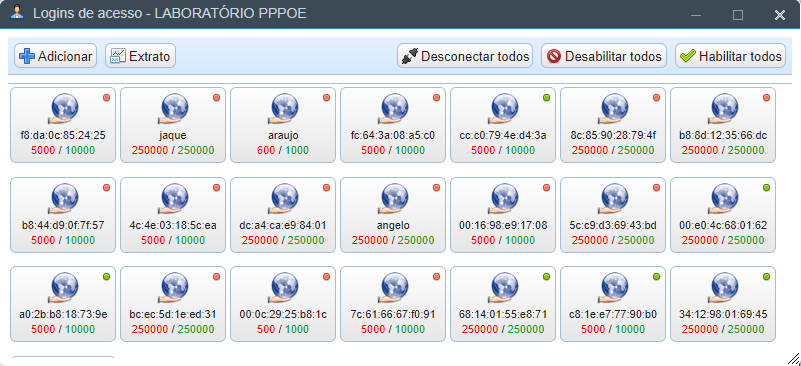 Logins de acesso - LABORATÓRIO PPPOE
Adicionar Extrato Desconectar todos Desabilitar todos Habilitar todos
f8:da:0c:85:24:25 jaque araujo fc:64:3a:08:a5:c0 cc:c0:79:4e:d4:3a 8c:85:90:28:79:4f b8:8d:12:35:66:dc
5000 / 10000 250000 / 250000 600 / 1000 5000 / 10000 5000 / 10000 250000 / 250000 250000 / 250000
b8:44:d9:0f:7f:57 4c:4e:03:18:5c:ea dc:a4:ca:e9:84:01 angelo 00:16:98:e9:17:08 5c:c9:d3:69:43:bd 00:e0:4c:68:01:62
5000 / 10000 5000 / 10000 250000 / 250000 250000 / 250000 5000 / 10000 250000 / 250000 250000 / 250000
a0:2b:b8:18:73:9e bc:ec:5d:1e:ed:31 00:0c:29:25:b8:1c 7c:61:66:67:f0:91 68:14:01:55:e8:71 c8:1e:e7:77:90:b0 34:12:98:01:69:45
5000 / 10000 250000 / 250000 500 / 1000 5000 / 10000 250000 / 250000 5000 / 10000 250000 / 250000